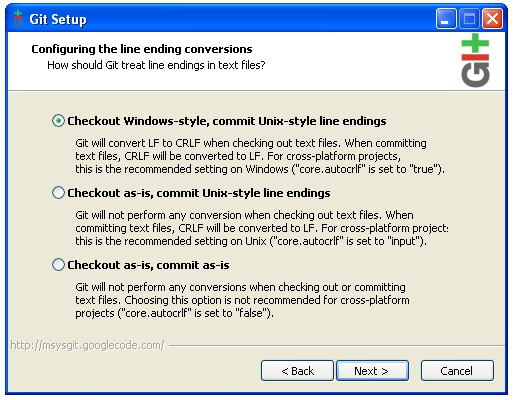 Git Setup
Configuring the line ending conversions
How should Git treat line endings in text files?
Git
Checkout Windows-style, commit Unix-style line endings
Git will convert LF to CRLF when checking out text files. When committing
text files, CRLF will be converted to LF. For cross-platform projects,
this is the recommended setting on Windows ("core.autocrlf" is set to "true").
Checkout as-is, commit Unix-style line endings
Git will not perform any conversion when checking out text files. When
committing text files, CRLF will be converted to LF. For cross-platform project:
this is the recommended setting on Unix ("core.autocrlf" is set to "input").
Checkout as-is, commit as-is
Git will not perform any conversions when checking out or committing
text files. Choosing this option is not recommended for cross-platform
projects ("core.autocrlf" is set to "false").
http://msysgit.googlecode.com/
< Back
Next >
Cancel